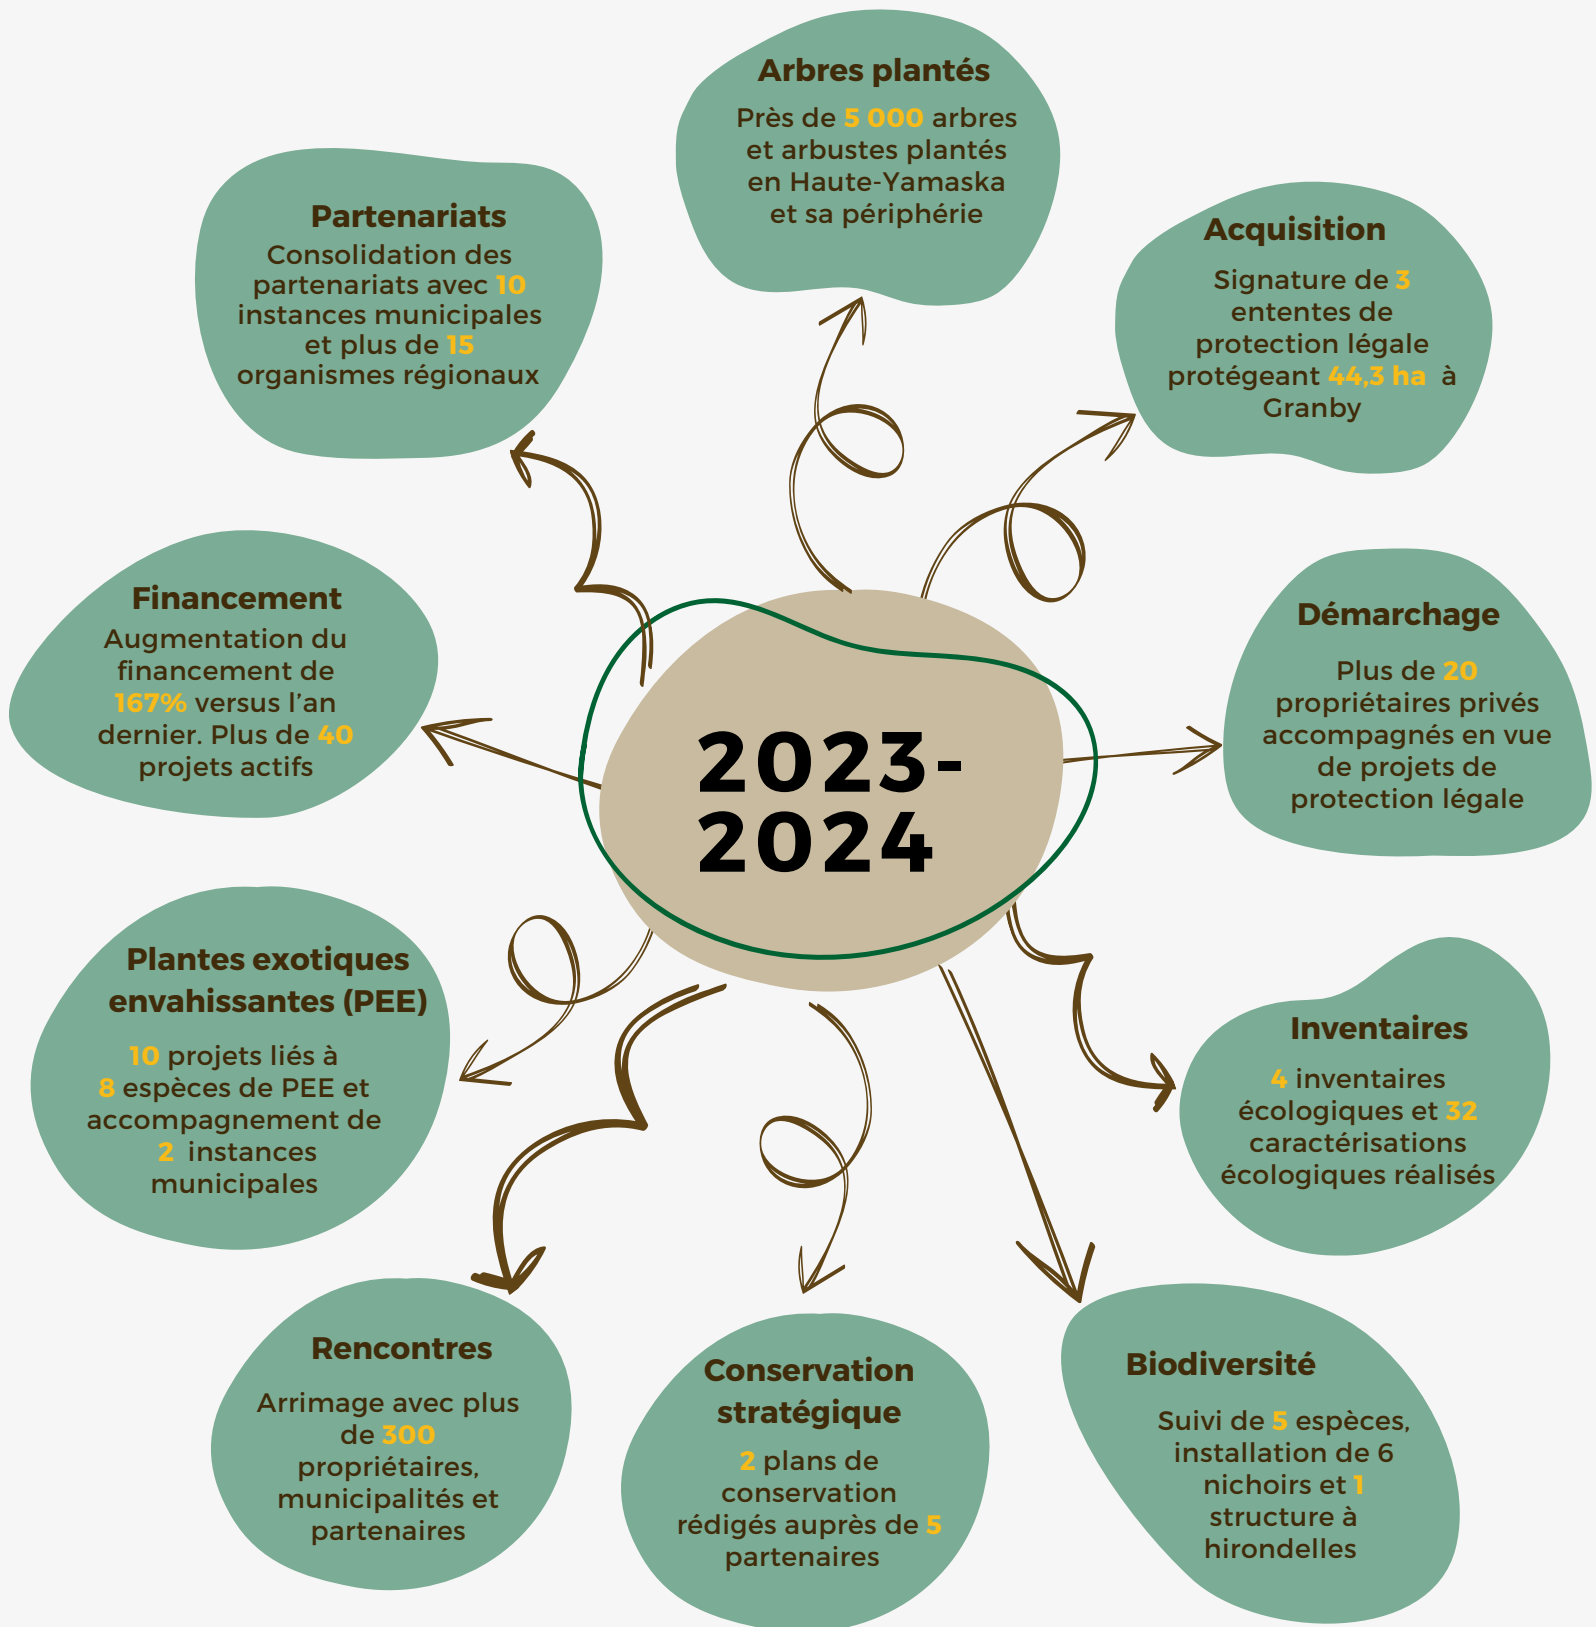 Arbres plantés
Près de 5 000 arbres
et arbustes plantés
en Haute-Yamaska
et sa périphérie
Partenariats
Consolidation des
partenariats avec 10
instances municipales
et plus de 15
organismes régionaux
Acquisition
Signature de 3
ententes de
protection légale
protégeant 44,3 ha à
Granby
Financement
Augmentation du
financement de
167% versus l'an
dernier. Plus de 40
projets actifs
Démarchage
Plus de 20
propriétaires privés
accompagnés en vue
de projets de
protection légale
2023-
2024
Plantes exotiques
envahissantes (PEE)
10 projets liés à
8 espèces de PEE et
accompagnement de
2 instances
municipales
Inventaires
4 inventaires
écologiques et 32
caractérisations
écologiques réalisés
Rencontres
Arrimage avec plus
de 300
propriétaires,
municipalités et
partenaires
Conservation
stratégique
2 plans de
conservation
rédigés auprès de 5
partenaires
Biodiversité
Suivi de 5 espèces,
installation de 6
nichoirs et 1
structure à
hirondelles